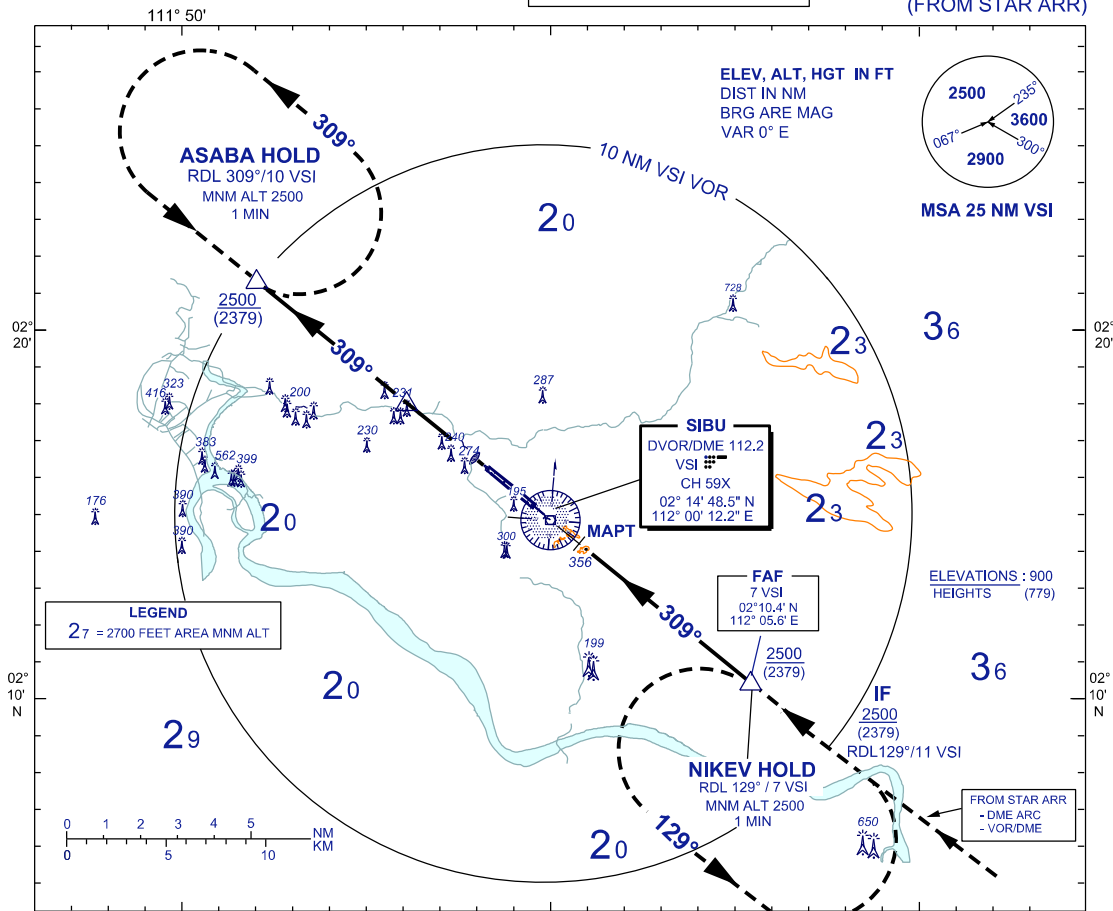 (FROM STAR ARR)
111° 50'
ELEV, ALT, HGT IN FT
DIST IN NM
BRG ARE MAG
VAR 0° E
2500
235°
3600
067°
300°
2900
MSA 25 NM VSI
309°
ASABA HOLD
RDL 309°/10 VSI
MNM ALT 2500
1 MIN
10 NM VSI VOR
20
2500
(2379)
728
02°
20'
309°
23
36
02°
20'
416
323
200
231
287
23
383
562
399
230
240
274
SIBU
DVOR/DME 112.2
VSI
CH 59X
02° 14' 48.5" N
112° 00' 12.2" E
176
390
390
20
195
300
MAPT
356
23
FAF
7 VSI
02°10.4' N
112° 05.6' E
ELEVATIONS : 900
HEIGHTS (779)
LEGEND
27 = 2700 FEET AREA MNM ALT
309°
199
2500
(2379)
02°
10'
N
20
36
02°
10'
N
IF
2500
(2379)
RDL129°/11 VSI
29
NIKEV HOLD
RDL 129° / 7 VSI
MNM ALT 2500
1 MIN
FROM STAR ARR
- DME ARC
- VOR/DME
0 1 2 3 4 5 NM
0 5 10 KM
129°
20
650